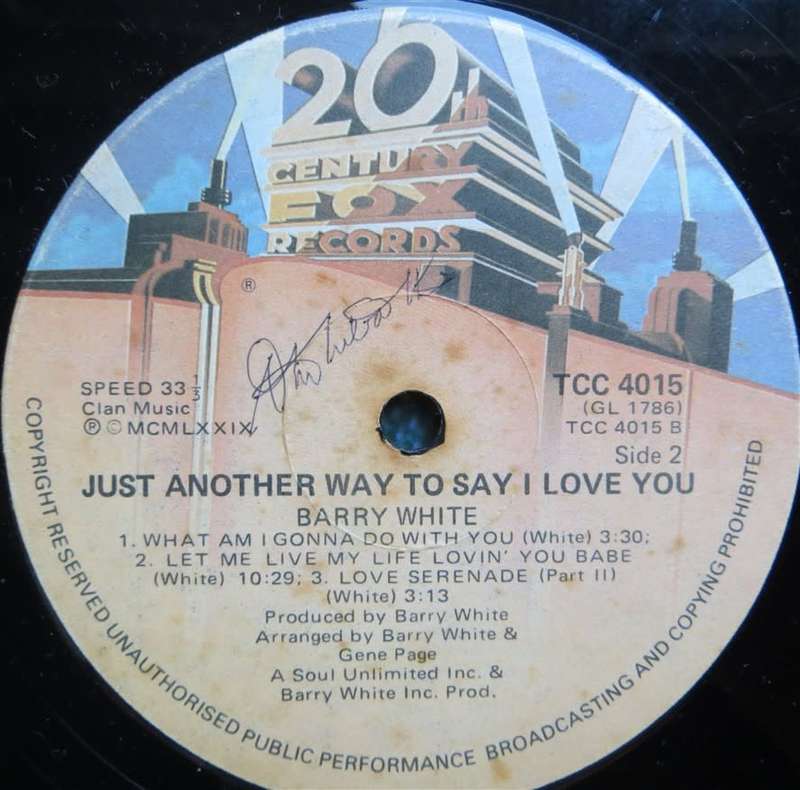 20th
CENTURY
FOX
RECORDS
®
SPEED 33 1/3
Clan Music
℗ © MCMLXXIX
TCC 4015
(GL 1786)
TCC 4015 B
Side 2
JUST ANOTHER WAY TO SAY I LOVE YOU
BARRY WHITE
1. WHAT AM I GONNA DO WITH YOU (White) 3:30;
2. LET ME LIVE MY LIFE LOVIN' YOU BABE
(White) 10:29; 3. LOVE SERENADE (Part II)
(White) 3:13
Produced by Barry White
Arranged by Barry White &
Gene Page
A Soul Unlimited Inc. &
Barry White Inc. Prod.
COPYRIGHT RESERVED UNAUTHORISED PUBLIC PERFORMANCE BROADCASTING AND COPYING PROHIBITED